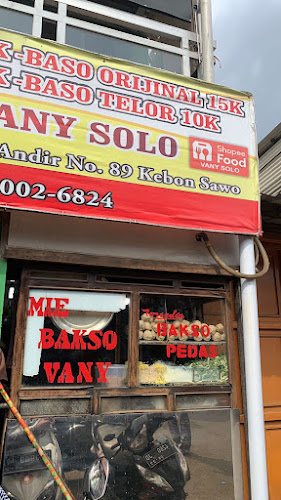 K-BASO ORIJINAL 15K
K-BASO TELOR 10K
VANY SOLO
Shopee
Food
VANY SOLO
Andir No. 89 Kebon Sawo
002-6824
MIE
BAKSO
VANY
BAKSO
PEDAS